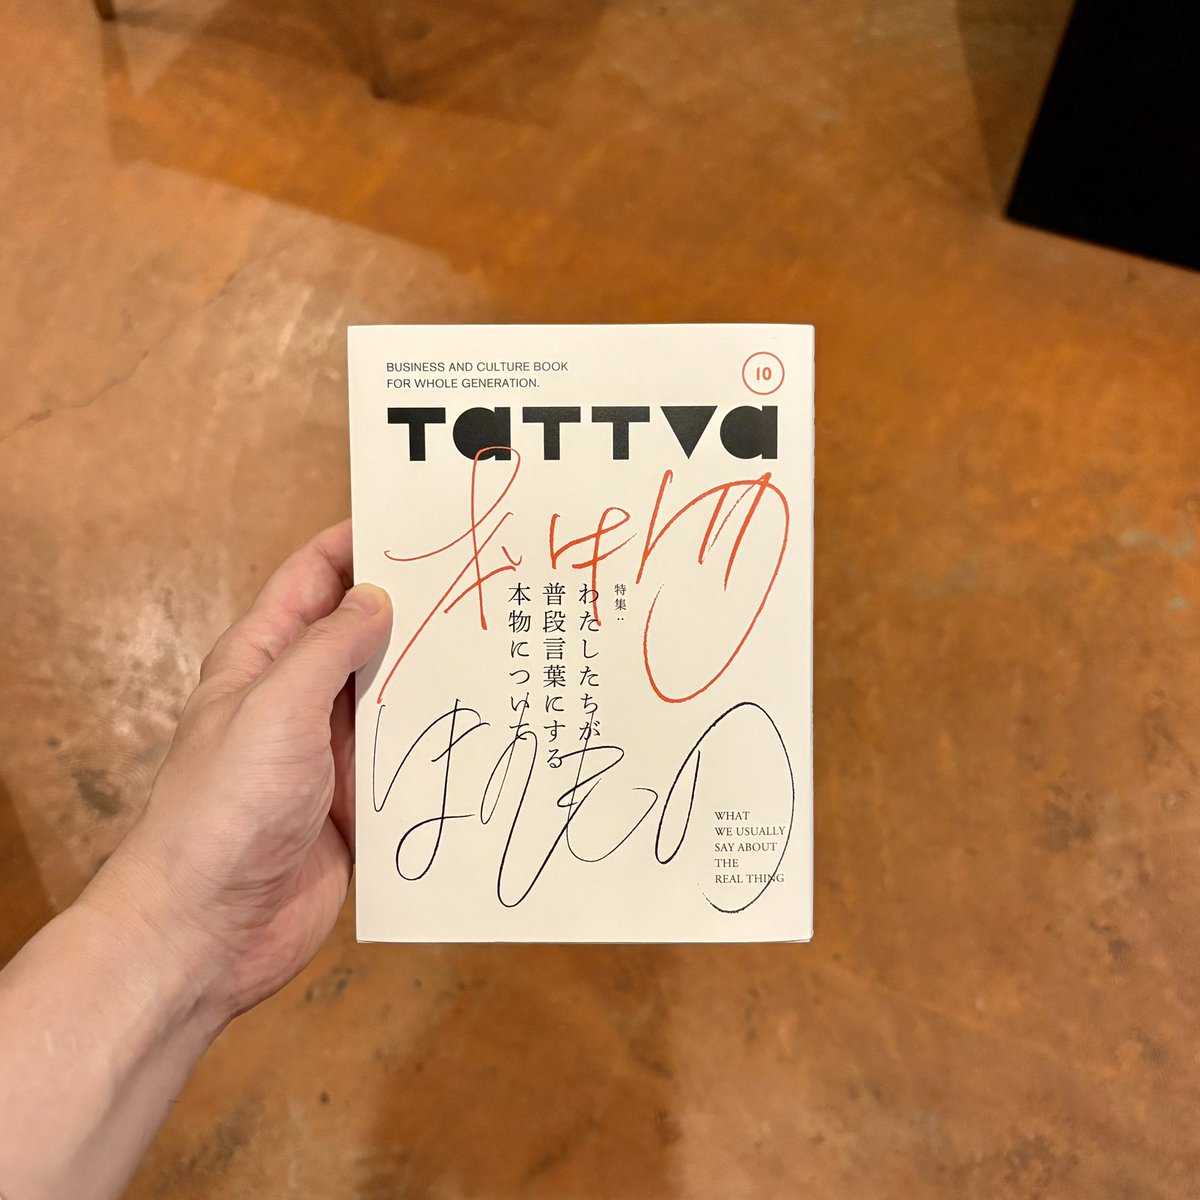 BUSINESS AND CULTURE BOOK
FOR WHOLE GENERATION.
10
TaTTVa
本物
ほんもの
特集：
わたしたちが
普段言葉にする
本物について
WHAT
WE USUALLY
SAY ABOUT
THE
REAL THING